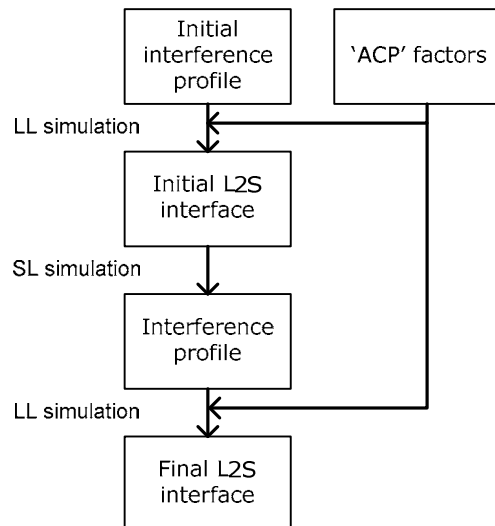 Initial
interference
profile
‘ACP’ factors
LL simulation
Initial L2S
interface
SL simulation
Interference
profile
LL simulation
Final L2S
interface